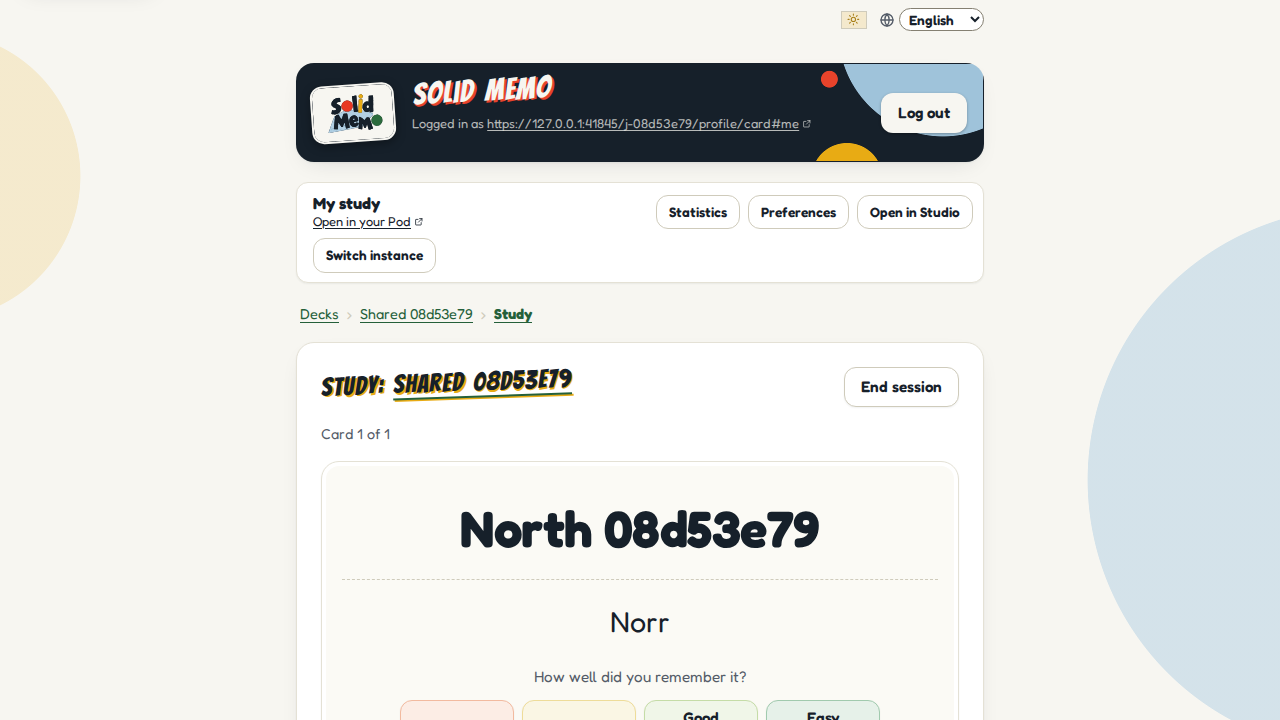 English
Solid Memo
SOLID MEMO
Logged in as https://127.0.0.1:41845/j-08d53e79/profile/card#me
Log out
My study
Open in your Pod
Statistics
Preferences
Open in Studio
Switch instance
Decks › Shared 08d53e79 › Study
STUDY: SHARED 08D53E79
End session
Card 1 of 1
North 08d53e79
Norr
How well did you remember it?
Good
Easy